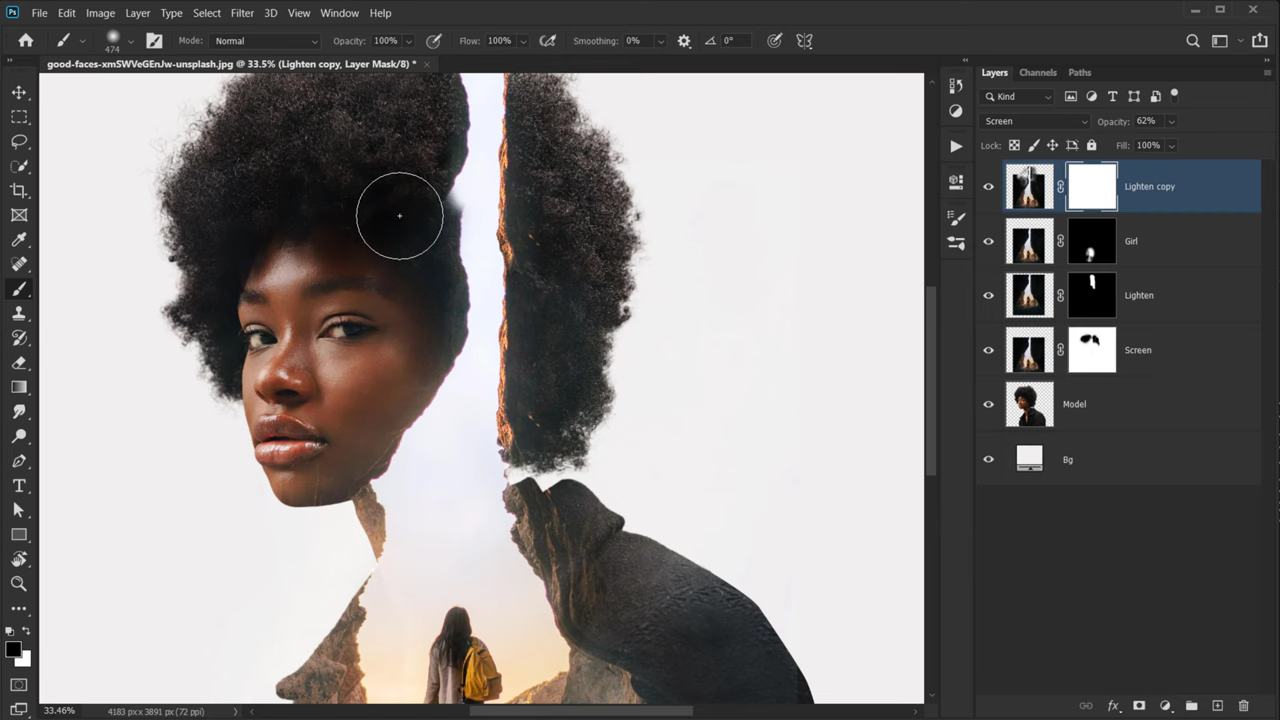 Ps File Edit Image Layer Type Select Filter 3D View Window Help
474 Mode: Normal Opacity: 100% Flow: 100% Smoothing: 0% 0°
good-faces-xmSWVeGEnJw-unsplash.jpg @ 33.5% (Lighten copy, Layer Mask/8) *
Layers Channels Paths
Kind
Screen Opacity: 62%
Lock: Fill: 100%
Lighten copy
Girl
Lighten
Screen
Model
Bg
33.46% 4183 px x 3891 px (72 ppi)
fx